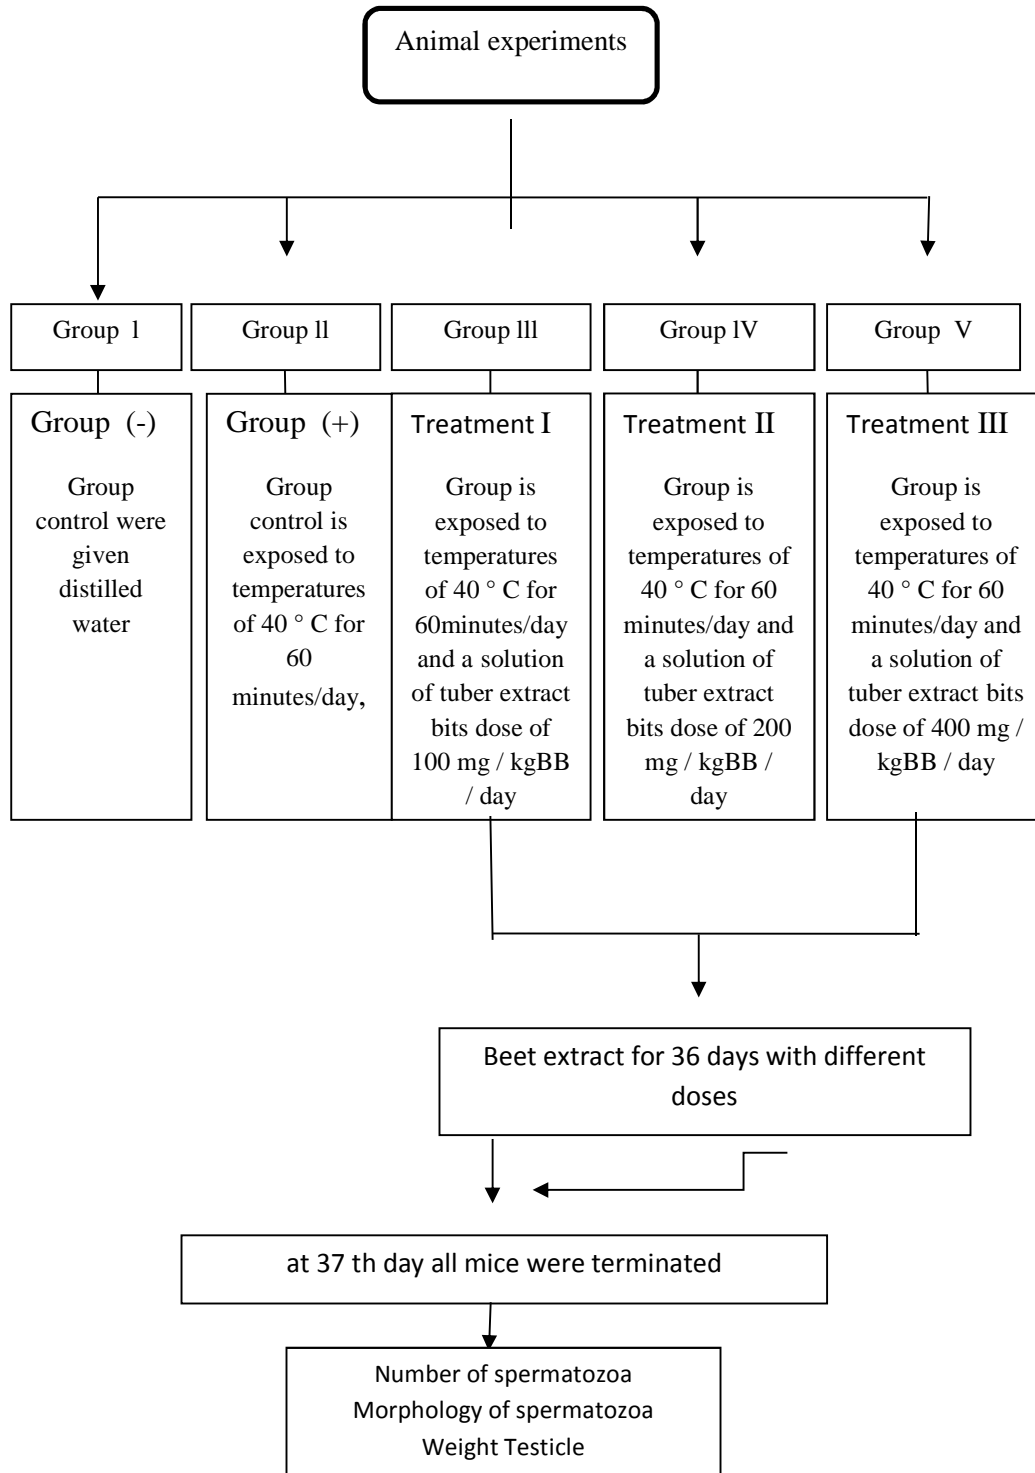 Animal experiments
Group l
Group ll
Group lll
Group lV
Group V
Group (-)
Group
control were
given
distilled
water
Group (+)
Group
control is
exposed to
temperatures
of 40 ° C for
60
minutes/day,
Treatment I
Group is
exposed to
temperatures
of 40 ° C for
60minutes/day
and a solution
of tuber extract
bits dose of
100 mg / kgBB
/ day
Treatment II
Group is
exposed to
temperatures of
40 ° C for 60
minutes/day and
a solution of
tuber extract
bits dose of 200
mg / kgBB /
day
Treatment III
Group is
exposed to
temperatures of
40 ° C for 60
minutes/day and
a solution of
tuber extract bits
dose of 400 mg /
kgBB / day
Beet extract for 36 days with different
doses
at 37 th day all mice were terminated
Number of spermatozoa
Morphology of spermatozoa
Weight Testicle